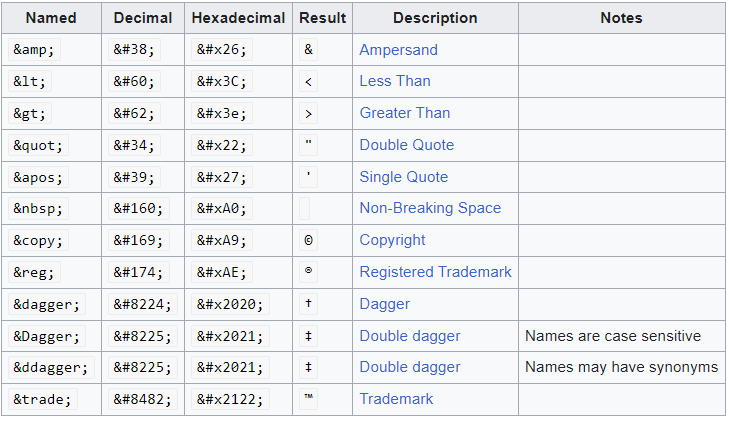 Named Decimal Hexadecimal Result Description Notes
&amp; &#38; &#x26; & Ampersand
&lt; &#60; &#x3C; < Less Than
&gt; &#62; &#x3e; > Greater Than
&quot; &#34; &#x22; " Double Quote
&apos; &#39; &#x27; ' Single Quote
&nbsp; &#160; &#xA0; Non-Breaking Space
&copy; &#169; &#xA9; © Copyright
&reg; &#174; &#xAE; ® Registered Trademark
&dagger; &#8224; &#x2020; † Dagger
&Dagger; &#8225; &#x2021; ‡ Double dagger Names are case sensitive
&ddagger; &#8225; &#x2021; ‡ Double dagger Names may have synonyms
&trade; &#8482; &#x2122; ™ Trademark